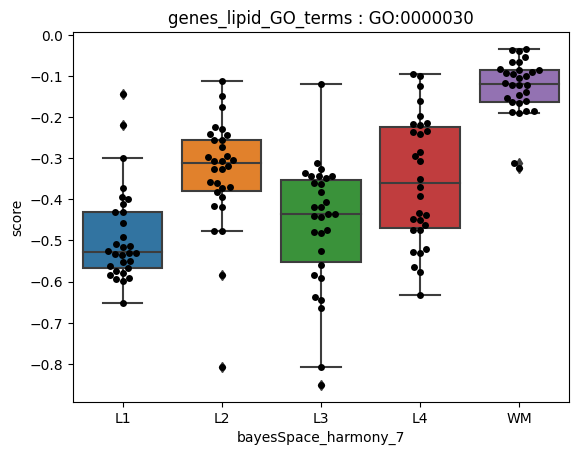 genes_lipid_GO_terms : GO:0000030
0.0
−0.1
−0.2
−0.3
−0.4
−0.5
−0.6
−0.7
−0.8
score
L1 L2 L3 L4 WM
bayesSpace_harmony_7